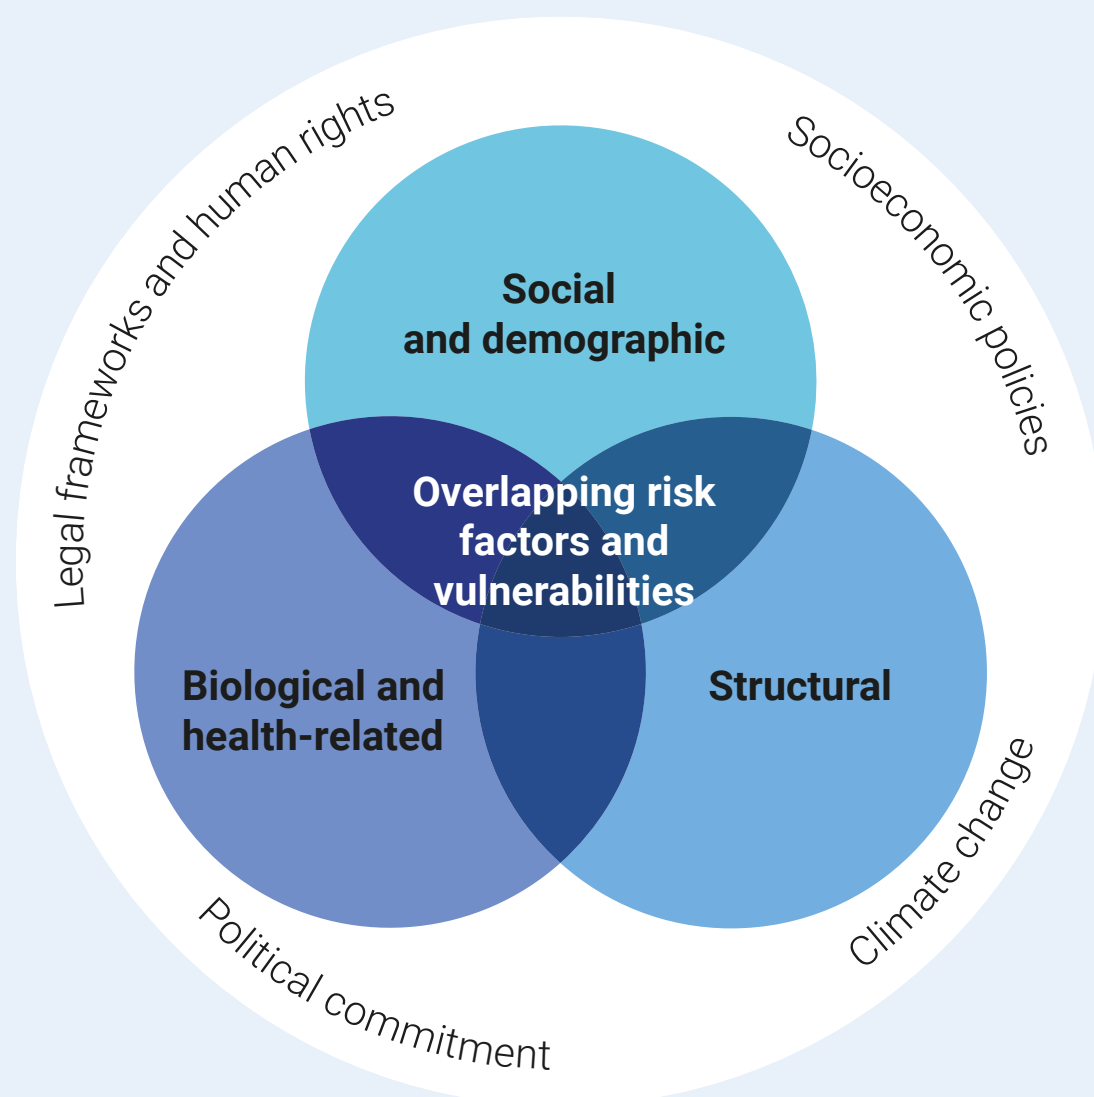 Legal frameworks and human rights
Socioeconomic policies
Social
and demographic
Overlapping risk
factors and
vulnerabilities
Biological and
health-related
Structural
Climate change
Political commitment